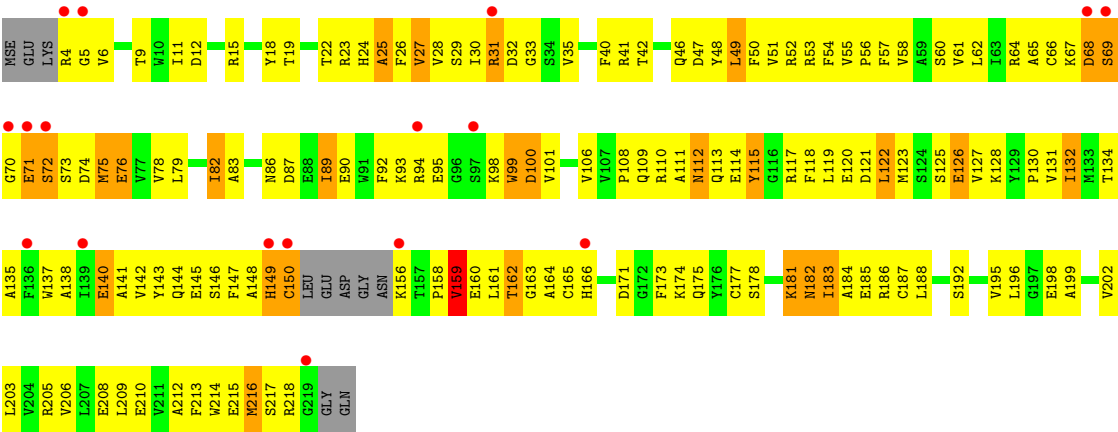 MSE GLU LYS R4 G5 V6 T9 W10 I11 D12 R15 Y18 T19 T22 R23 H24 A25 F26 V27 V28 S29 I30 R31 D32 G33 S34 V35 F40 R41 T42 Q46 D47 Y48 L49 F50 V51 R52 R53 F54 V55 P56 F57 V58 A59 S60 V61 L62 I63 R64 A65 C66 K67 D68 S69
G70 E71 S72 S73 D74 M75 E76 V77 V78 L79 I82 A83 N86 D87 E88 I89 E90 W91 F92 K93 R94 E95 G96 S97 K98 W99 D100 V101 V106 V107 P108 Q109 R110 A111 N112 Q113 E114 Y115 G116 R117 F118 L119 E120 D121 L122 M123 S124 S125 E126 V127 K128 Y129 P130 V131 I132 M133 T134
A135 F136 W137 A138 I139 E140 A141 V142 Y143 Q144 E145 S146 F147 A148 H149 C150 LEU GLU ASP GLY ASN K156 T157 P158 V159 E160 L161 T162 G163 A164 C165 H166 D171 G172 F173 K174 Q175 Y176 C177 S178 K181 N182 I183 A184 E185 R186 C187 L188 S192 V195 L196 G197 E198 A199 V202
L203 V204 R205 V206 L207 E208 L209 E210 V211 A212 F213 W214 E215 M216 S217 R218 G219 GLY GLN